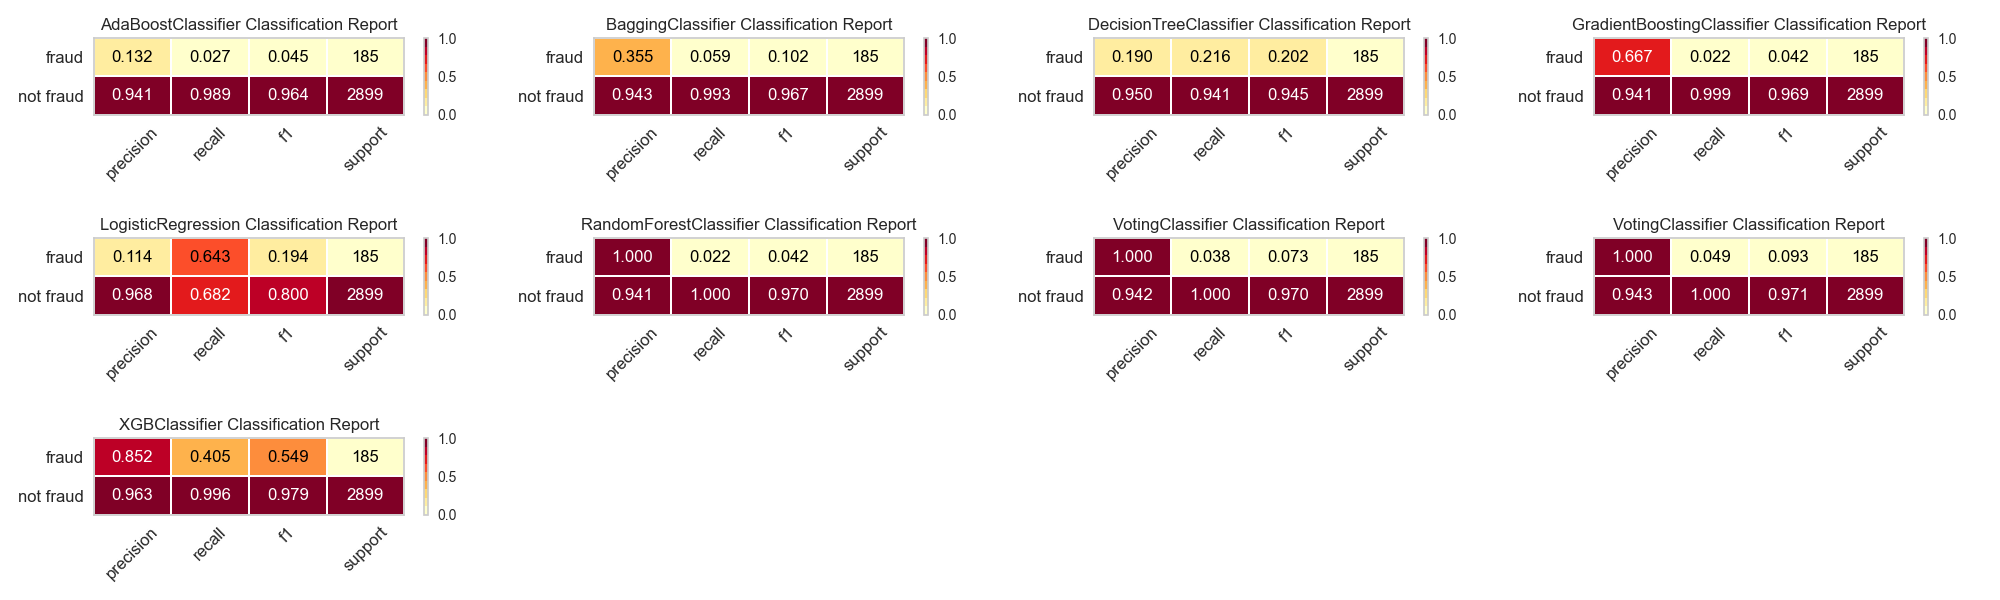 AdaBoostClassifier Classification Report
fraud 0.132 0.027 0.045 185
not fraud 0.941 0.989 0.964 2899
precision recall f1 support
1.0
0.5
0.0
BaggingClassifier Classification Report
fraud 0.355 0.059 0.102 185
not fraud 0.943 0.993 0.967 2899
precision recall f1 support
1.0
0.5
0.0
DecisionTreeClassifier Classification Report
fraud 0.190 0.216 0.202 185
not fraud 0.950 0.941 0.945 2899
precision recall f1 support
1.0
0.5
0.0
GradientBoostingClassifier Classification Report
fraud 0.667 0.022 0.042 185
not fraud 0.941 0.999 0.969 2899
precision recall f1 support
1.0
0.5
0.0
LogisticRegression Classification Report
fraud 0.114 0.643 0.194 185
not fraud 0.968 0.682 0.800 2899
precision recall f1 support
1.0
0.5
0.0
RandomForestClassifier Classification Report
fraud 1.000 0.022 0.042 185
not fraud 0.941 1.000 0.970 2899
precision recall f1 support
1.0
0.5
0.0
VotingClassifier Classification Report
fraud 1.000 0.038 0.073 185
not fraud 0.942 1.000 0.970 2899
precision recall f1 support
1.0
0.5
0.0
VotingClassifier Classification Report
fraud 1.000 0.049 0.093 185
not fraud 0.943 1.000 0.971 2899
precision recall f1 support
1.0
0.5
0.0
XGBClassifier Classification Report
fraud 0.852 0.405 0.549 185
not fraud 0.963 0.996 0.979 2899
precision recall f1 support
1.0
0.5
0.0